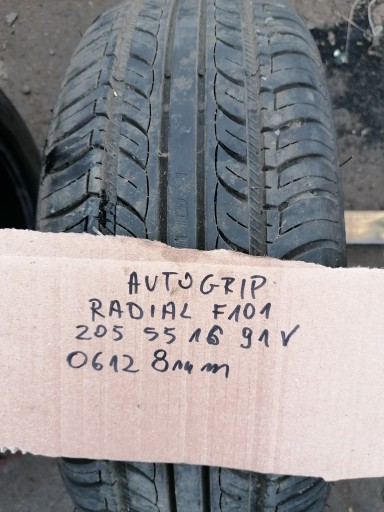 AUTOGRIP
RADIAL F101
205 55 16 91V
0612 8mm